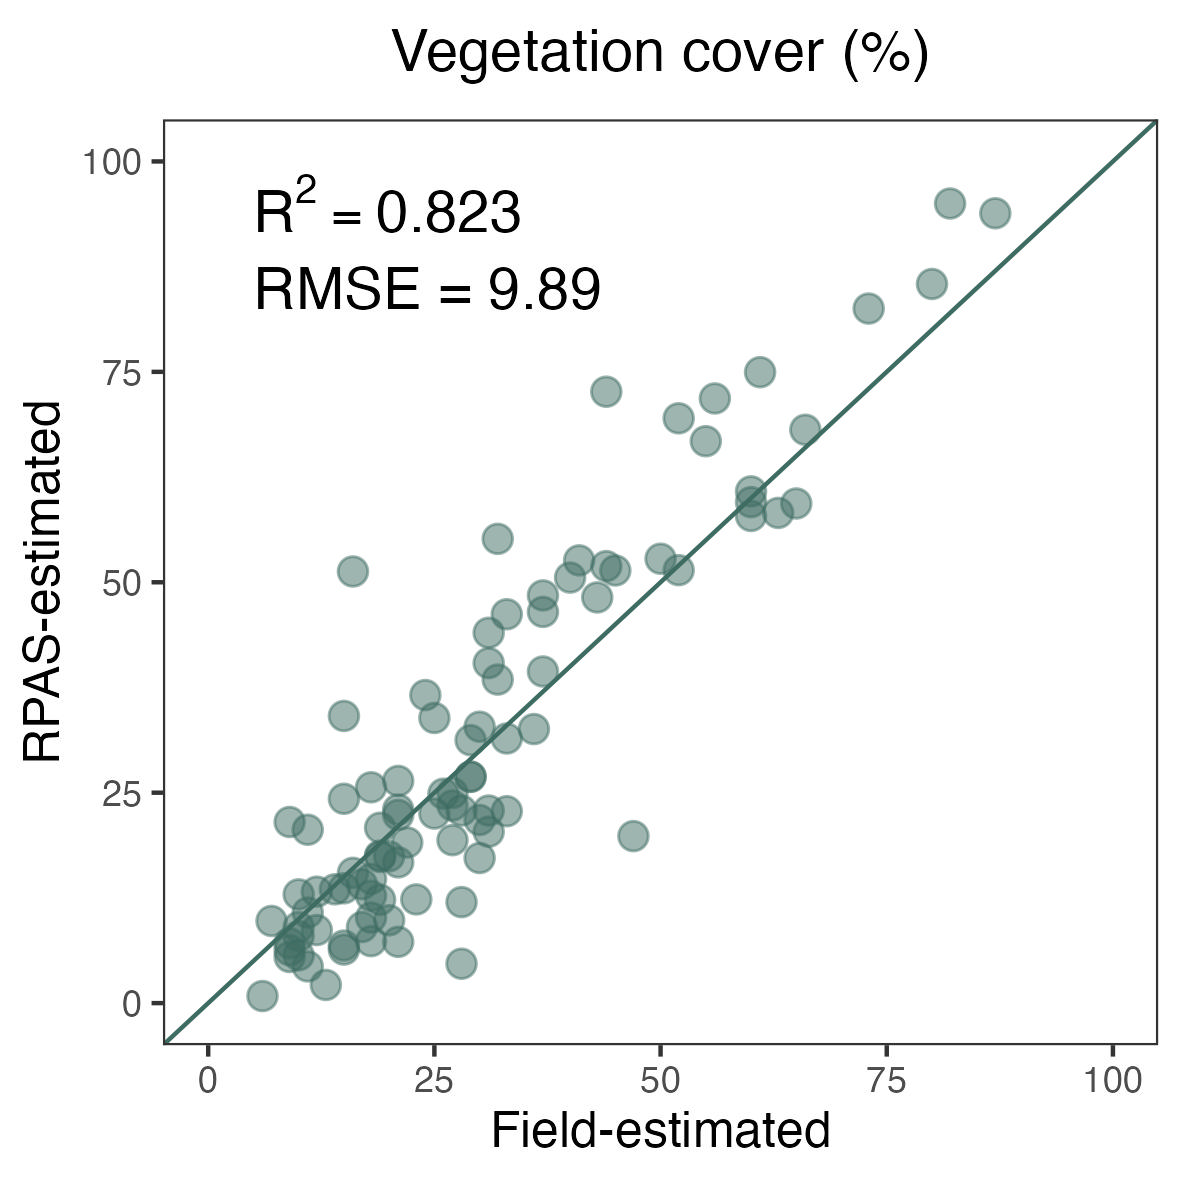 Vegetation cover (%)
R² = 0.823
RMSE = 9.89
RPAS-estimated
100
75
50
25
0
0 25 50 75 100
Field-estimated